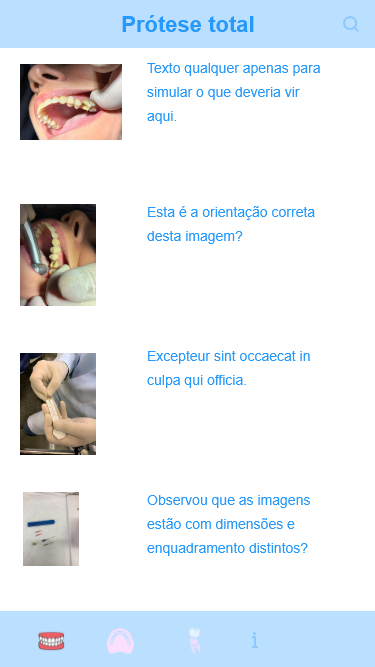 Prótese total
Texto qualquer apenas para
simular o que deveria vir
aqui.
Esta é a orientação correta
desta imagem?
Excepteur sint occaecat in
culpa qui officia.
Observou que as imagens
estão com dimensões e
enquadramento distintos?